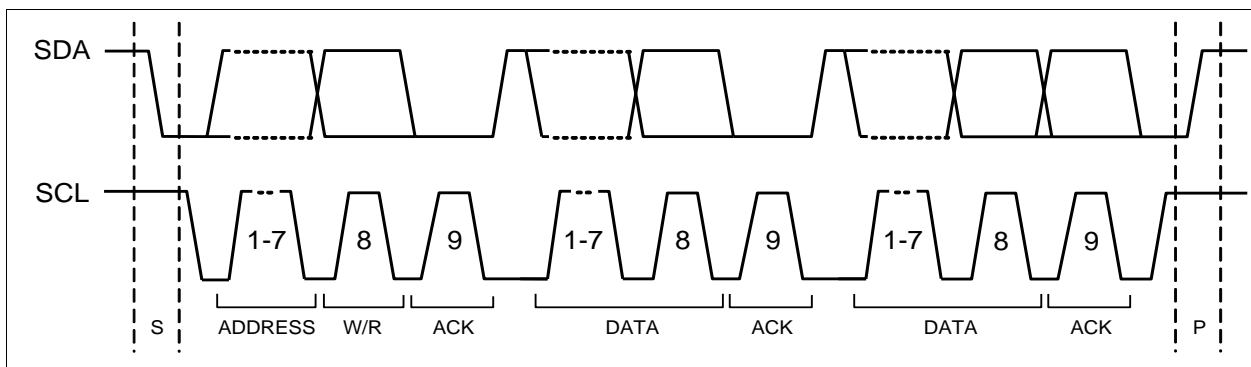 SDA
SCL
1-7 8 9 1-7 8 9 1-7 8 9
S ADDRESS W/R ACK DATA ACK DATA ACK P